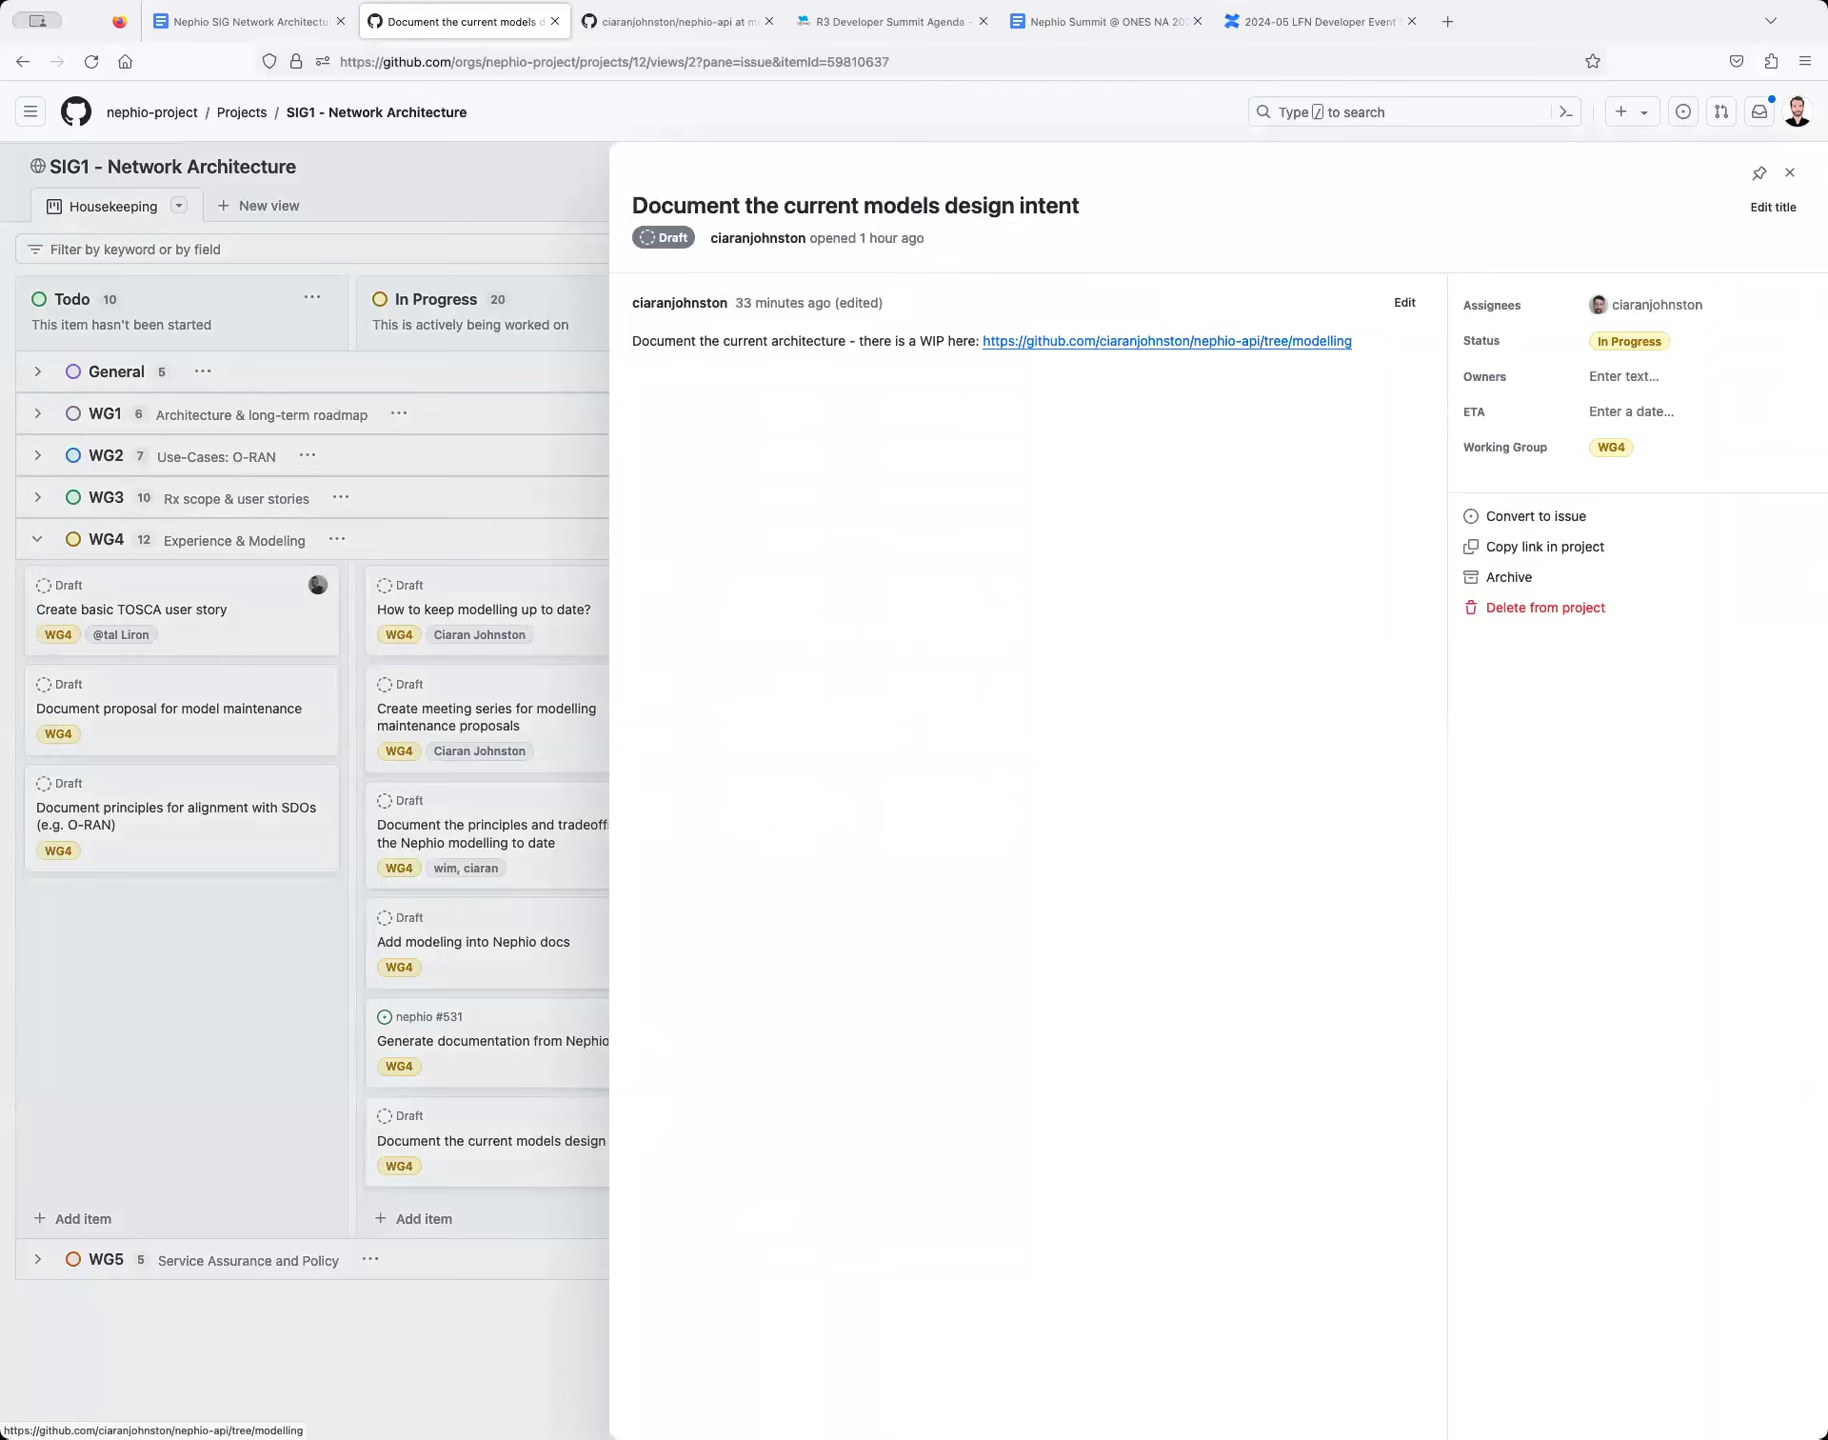 Nephio SIG Network Architectu
Document the current models d
ciaranjohnston/nephio-api at mo
R3 Developer Summit Agenda -
Nephio Summit @ ONES NA 202
2024-05 LFN Developer Event
https://github.com/orgs/nephio-project/projects/12/views/2?pane=issue&itemId=59810637
nephio-project / Projects / SIG1 - Network Architecture
Type / to search
SIG1 - Network Architecture
Housekeeping
New view
Filter by keyword or by field
Todo 10
This item hasn't been started
In Progress 20
This is actively being worked on
General 5
WG1 6 Architecture & long-term roadmap
WG2 7 Use-Cases: O-RAN
WG3 10 Rx scope & user stories
WG4 12 Experience & Modeling
Draft
Create basic TOSCA user story
WG4 @tal Liron
Draft
Document proposal for model maintenance
WG4
Draft
Document principles for alignment with SDOs
(e.g. O-RAN)
WG4
Add item
Draft
How to keep modelling up to date?
WG4 Ciaran Johnston
Draft
Create meeting series for modelling
maintenance proposals
WG4 Ciaran Johnston
Draft
Document the principles and tradeoffs
the Nephio modelling to date
WG4 wim, ciaran
Draft
Add modeling into Nephio docs
WG4
nephio #531
Generate documentation from Nephio
WG4
Draft
Document the current models design
WG4
Add item
WG5 5 Service Assurance and Policy
Document the current models design intent
Edit title
Draft ciaranjohnston opened 1 hour ago
ciaranjohnston 33 minutes ago (edited)
Edit
Document the current architecture - there is a WIP here: https://github.com/ciaranjohnston/nephio-api/tree/modelling
Assignees ciaranjohnston
Status In Progress
Owners Enter text...
ETA Enter a date...
Working Group WG4
Convert to issue
Copy link in project
Archive
Delete from project
https://github.com/ciaranjohnston/nephio-api/tree/modelling